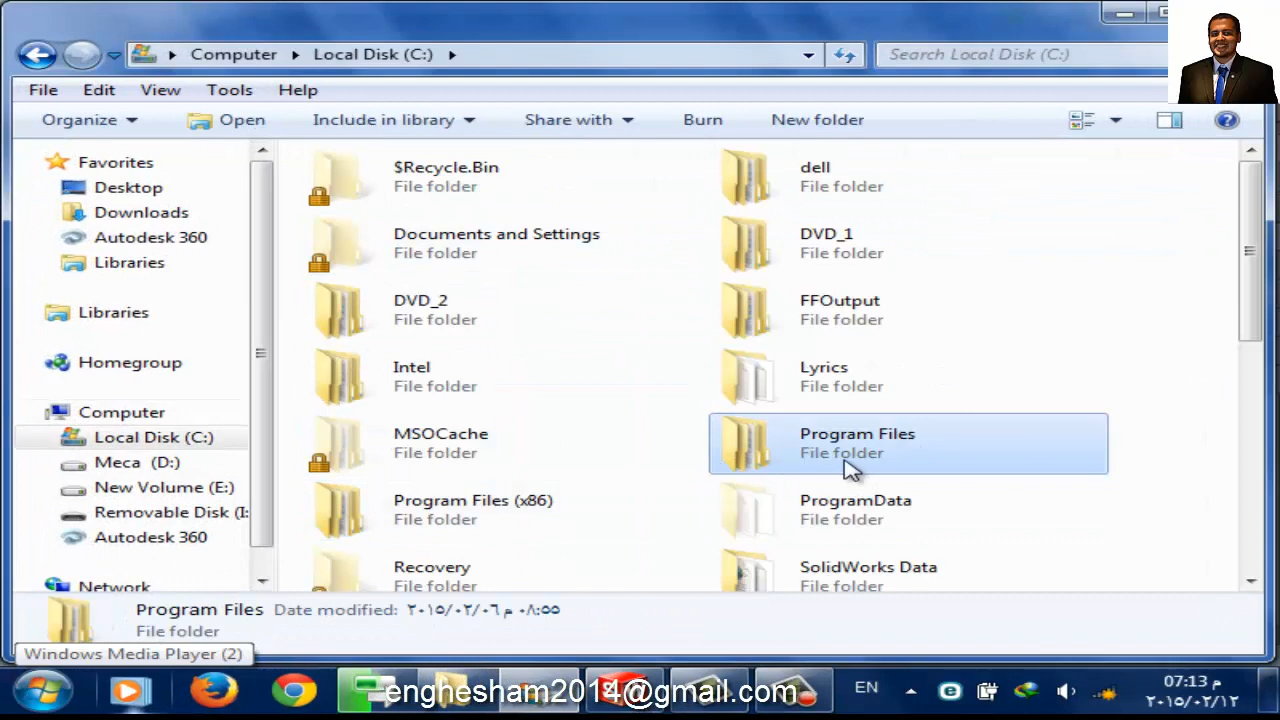 Computer Local Disk (C:)
Search Local Disk (C:)
File Edit View Tools Help
Organize Open Include in library Share with Burn New folder
Favorites
Desktop
Downloads
Autodesk 360
Libraries
Libraries
Homegroup
Computer
Local Disk (C:)
Meca (D:)
New Volume (E:)
Removable Disk (I:
Autodesk 360
Network
$Recycle.Bin
File folder
dell
File folder
Documents and Settings
File folder
DVD_1
File folder
DVD_2
File folder
FFOutput
File folder
Intel
File folder
Lyrics
File folder
MSOCache
File folder
Program Files
File folder
Program Files (x86)
File folder
ProgramData
File folder
Recovery
File folder
SolidWorks Data
File folder
Program Files Date modified: ٢٠١٥/٠٢/٠٦ م ٠٨:٥٥
File folder
Windows Media Player (2)
enghesham2014@gmail.com
EN
07:13 م
٢٠١٥/٠٢/١٢